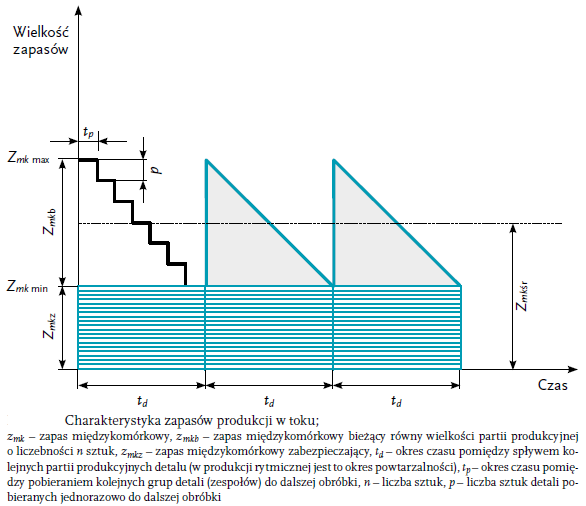 Wielkość
zapasów
tp
Zmk max
p
Zmkb
Zmk min
Zmkśr
Zmkz
Czas
td
td
td
Charakterystyka zapasów produkcji w toku;
zmk – zapas międzykomórkowy, zmkb – zapas międzykomórkowy bieżący równy wielkości partii produkcyjnej
o liczebności n sztuk, zmkz – zapas międzykomórkowy zabezpieczający, td – okres czasu pomiędzy spływem ko-
lejnych partii produkcyjnych detalu (w produkcji rytmicznej jest to okres powtarzalności), tp – okres czasu pomię-
dzy pobieraniem kolejnych grup detali (zespołów) do dalszej obróbki, n – liczba sztuk, p – liczba sztuk detali po-
bieranych jednorazowo do dalszej obróbki